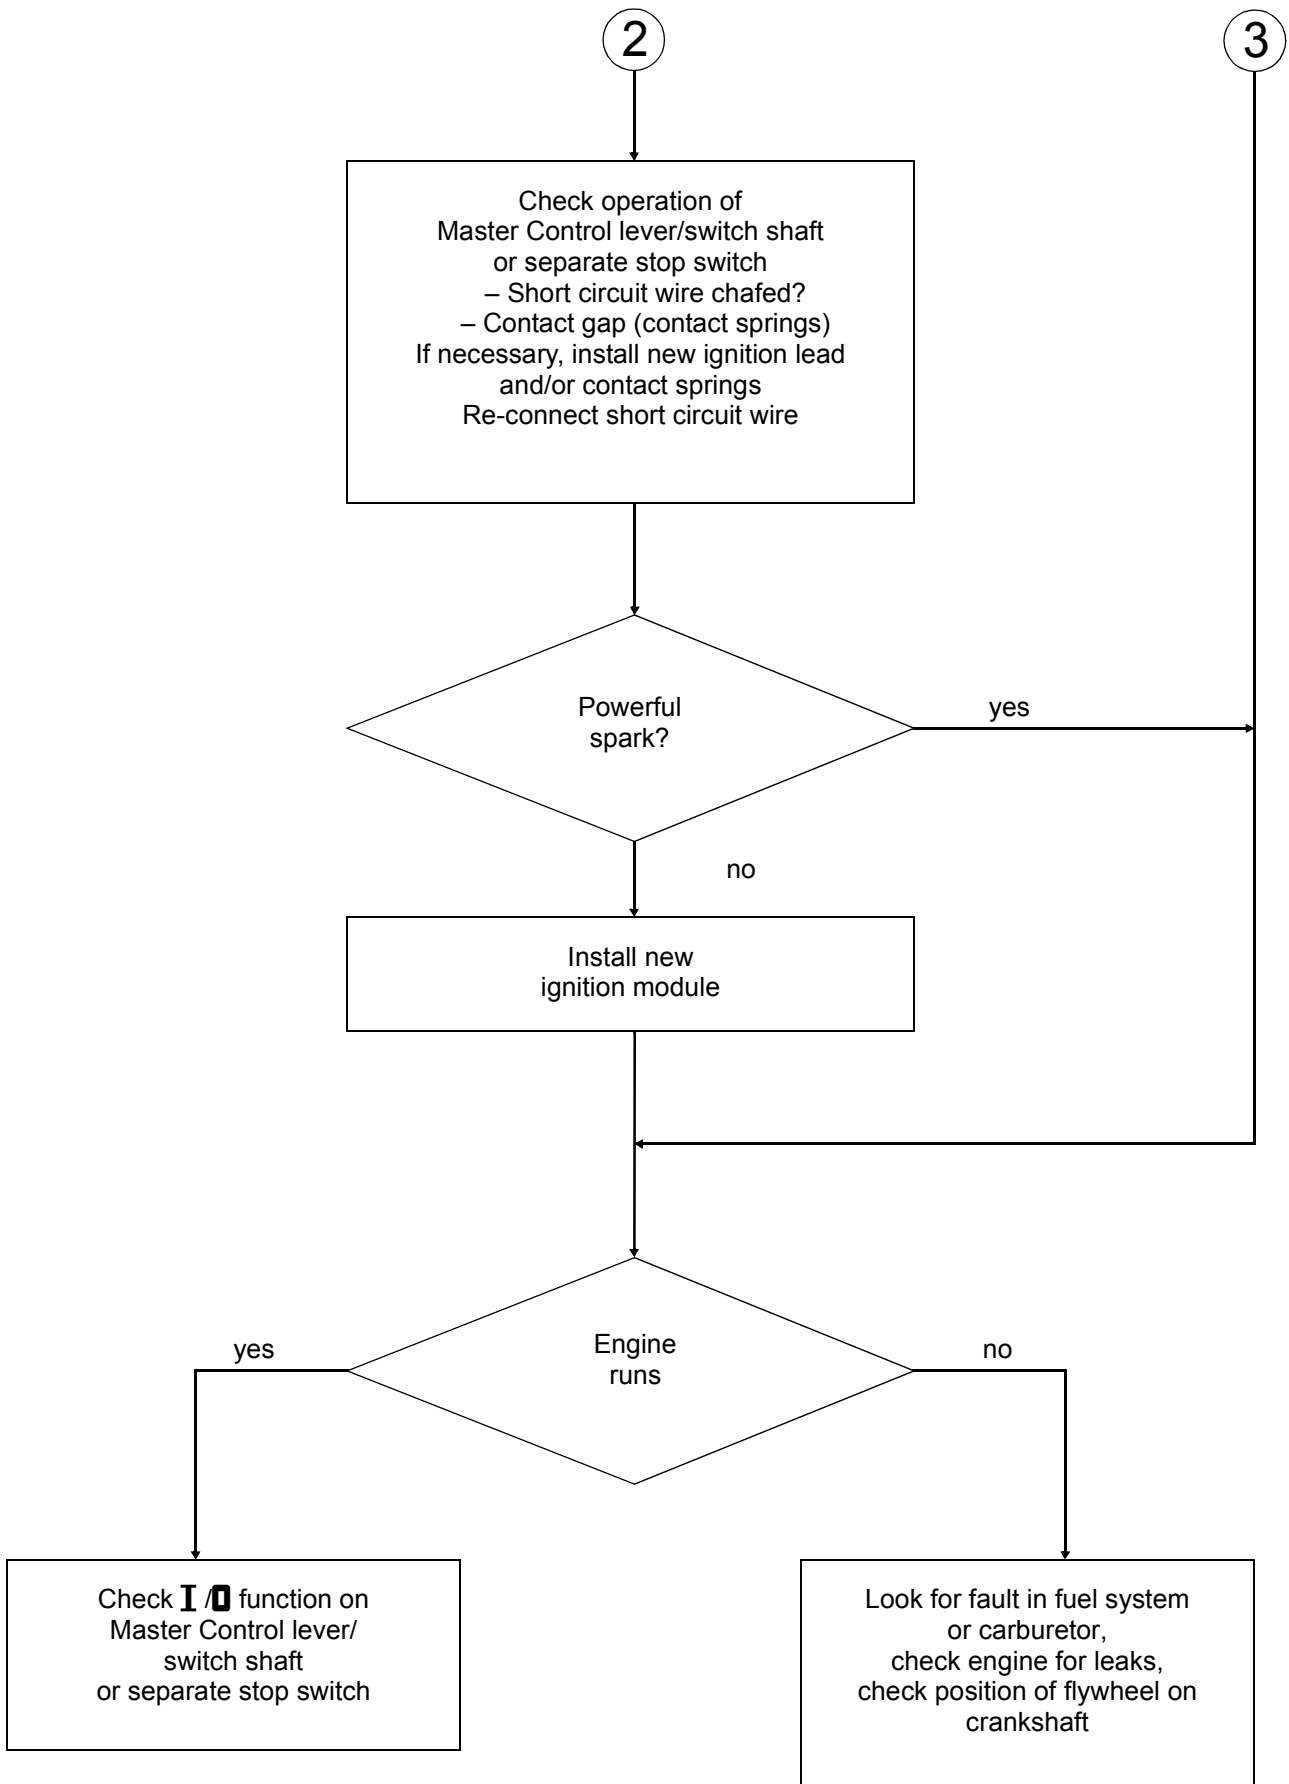 2
3
Check operation of
Master Control lever/switch shaft
or separate stop switch
– Short circuit wire chafed?
– Contact gap (contact springs)
If necessary, install new ignition lead
and/or contact springs
Re-connect short circuit wire
Powerful
spark?
yes
no
Install new
ignition module
Engine
runs
yes
no
Check I /0 function on
Master Control lever/
switch shaft
or separate stop switch
Look for fault in fuel system
or carburetor,
check engine for leaks,
check position of flywheel on
crankshaft